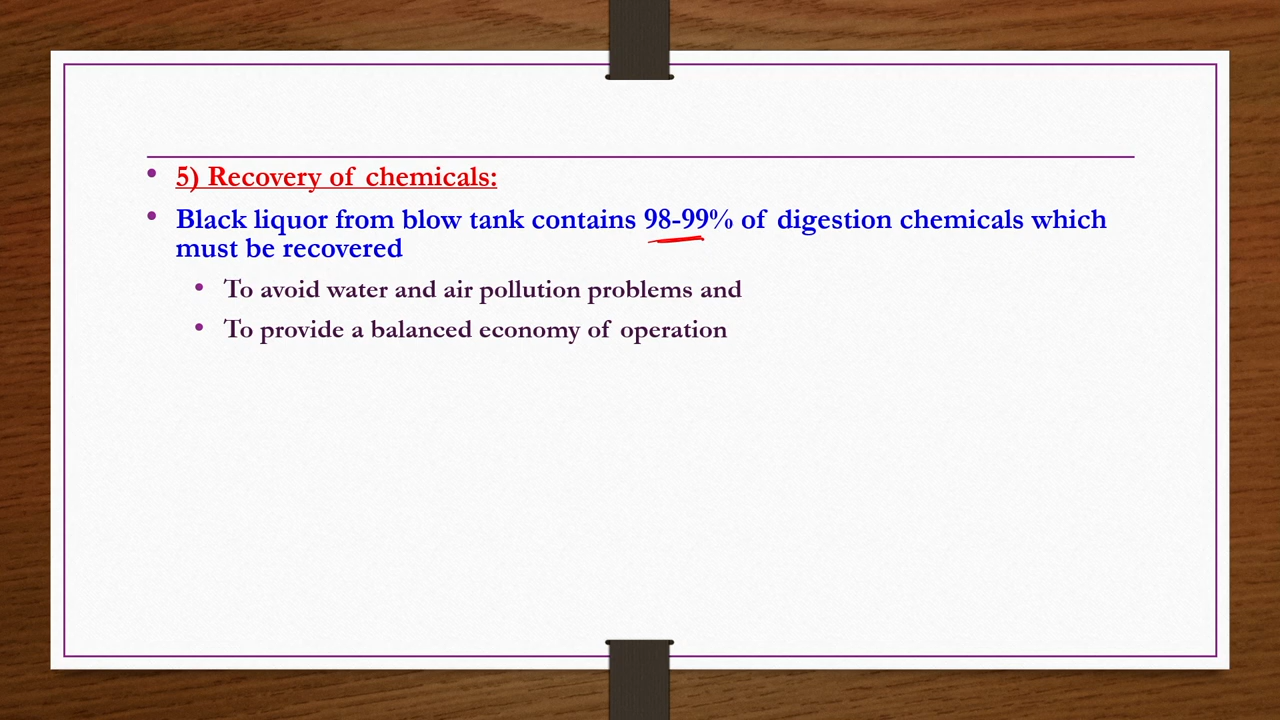 • 5) Recovery of chemicals:
• Black liquor from blow tank contains 98-99% of digestion chemicals which
must be recovered
• To avoid water and air pollution problems and
• To provide a balanced economy of operation